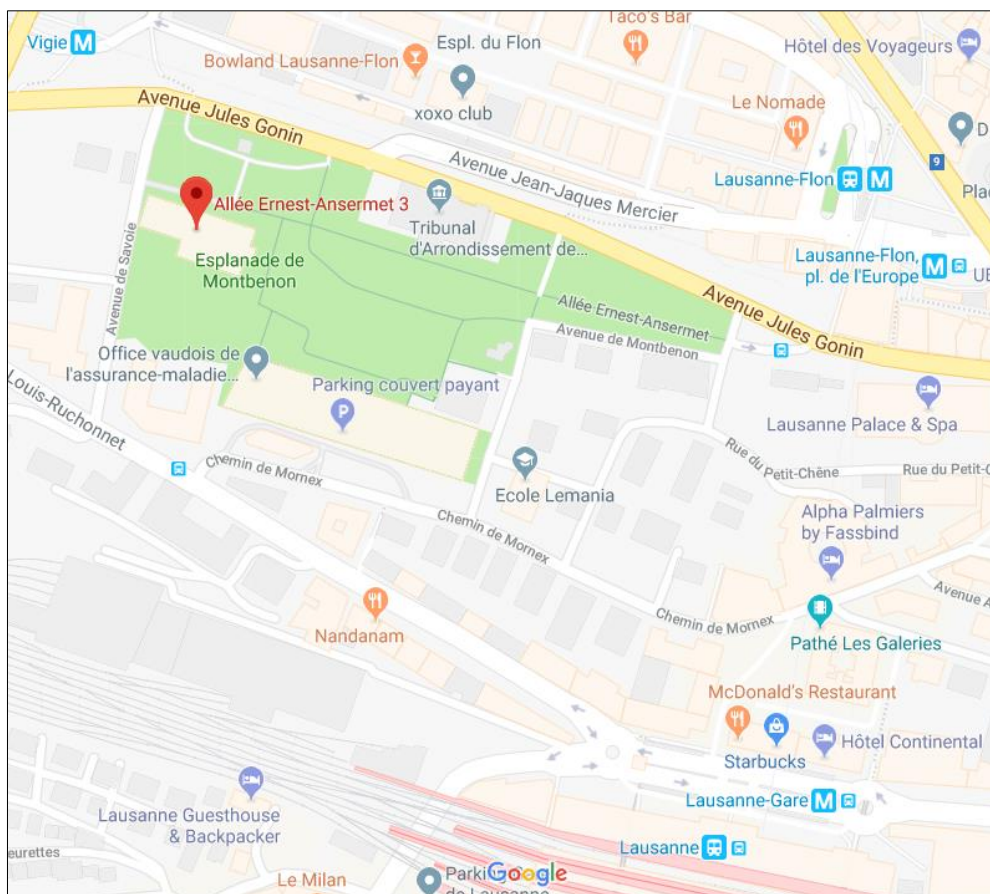 Taco's Bar
Vigie M
Espl. du Flon
Hôtel des Voyageurs
Bowland Lausanne-Flon
Avenue Jules Gonin
xoxo club
Le Nomade
9
Avenue Jean-Jaques Mercier
Lausanne-Flon M
Allée Ernest-Ansermet 3
Tribunal
d'Arrondissement de...
Esplanade de
Montbenon
Avenue de Savoie
Lausanne-Flon,
pl. de l'Europe M
Allée Ernest-Ansermet
Avenue Jules Gonin
Avenue de Montbenon
Office vaudois de
l'assurance-maladie...
Parking couvert payant
P
Louis-Ruchonnet
Lausanne Palace & Spa
Chemin de Mornex
Rue du Petit-Chêne
Rue du Petit-C
Ecole Lemania
Chemin de Mornex
Alpha Palmiers
by Fassbind
Avenue A
Nandanam
Chemin de Mornex
Pathé Les Galeries
McDonald's Restaurant
Starbucks
Hôtel Continental
Lausanne-Gare M
Lausanne Guesthouse
& Backpacker
Lausanne
eurettes
Le Milan
Parki
Google
de Lausanne